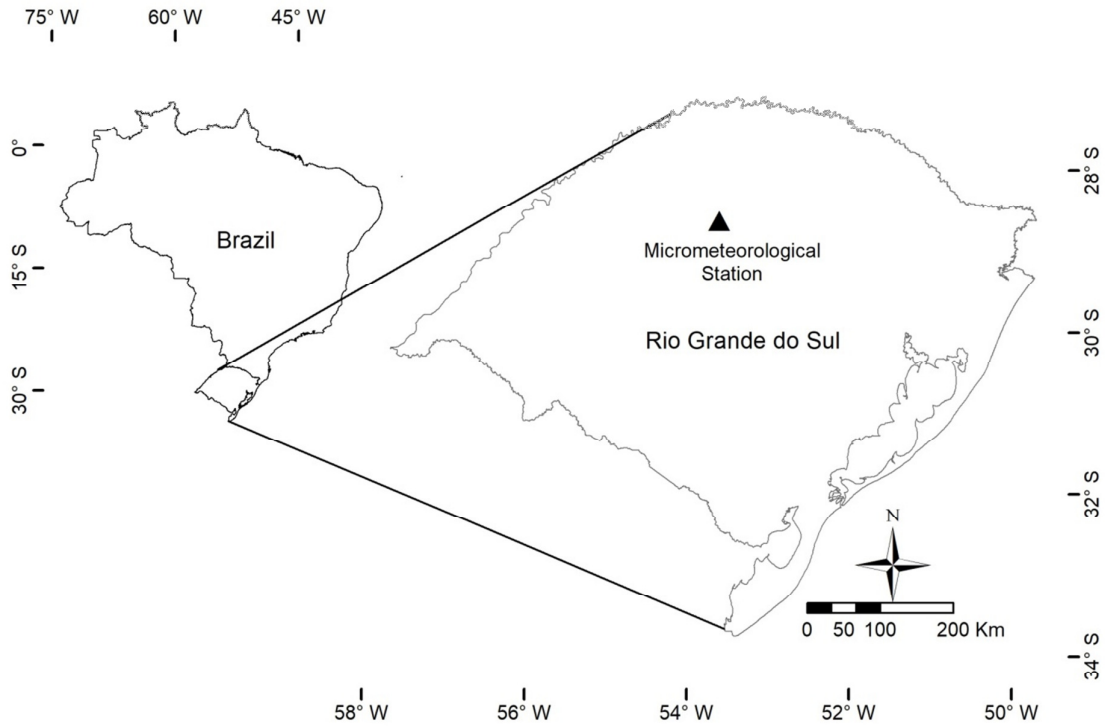 75° W 60° W 45° W
0°
15° S
30° S
Brazil
28° S
Micrometeorological
Station
Rio Grande do Sul
30° S
32° S
N
0 50 100 200 Km
34° S
58° W 56° W 54° W 52° W 50° W